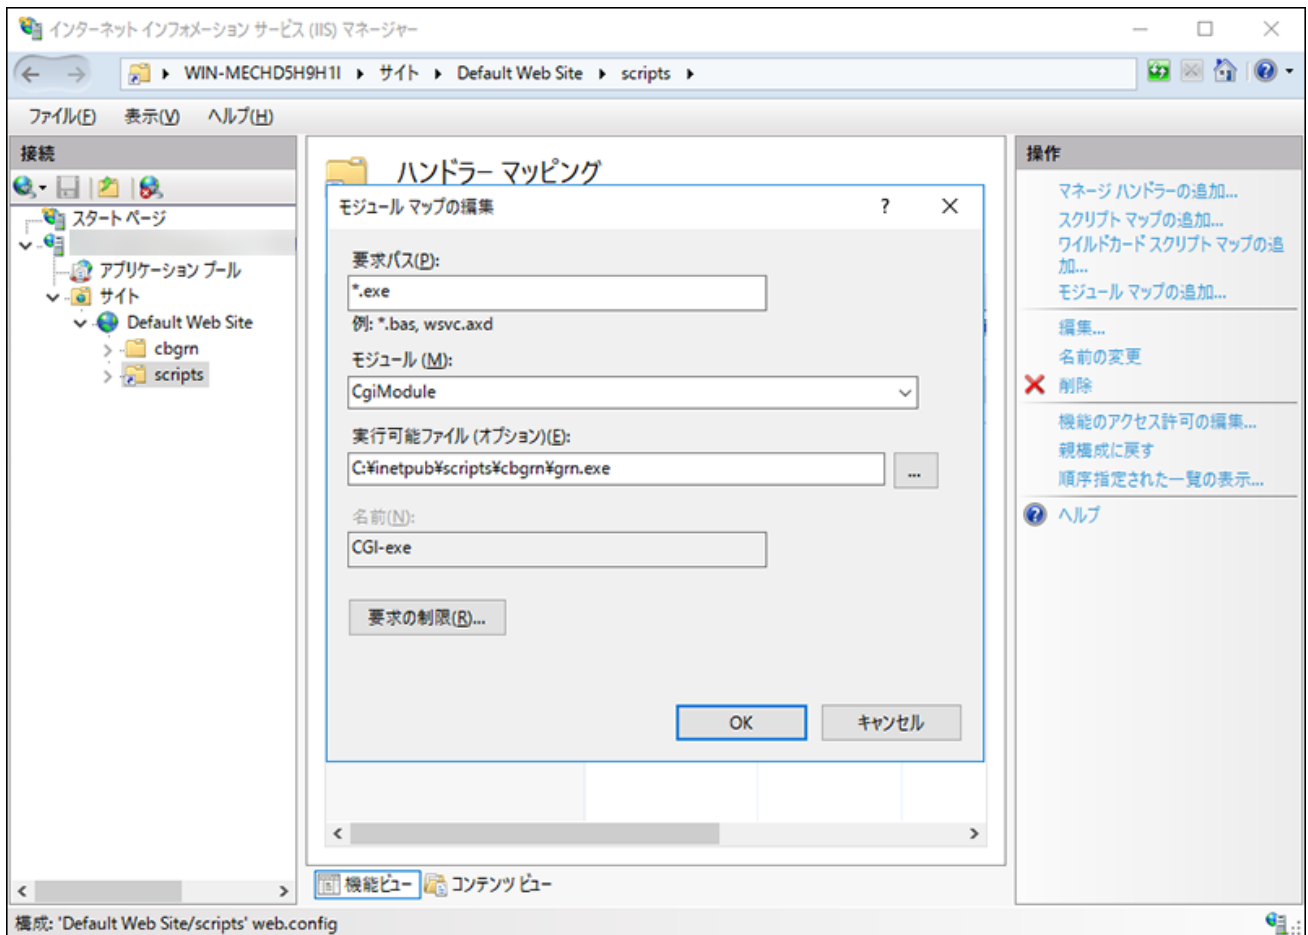 インターネット インフォメーション サービス (IIS) マネージャー
WIN-MECHD5H9H1I
サイト
Default Web Site
scripts
ファイル(F)
表示(V)
ヘルプ(H)
接続
スタート ページ
アプリケーション プール
サイト
Default Web Site
cbgrn
scripts
ハンドラー マッピング
モジュール マップの編集
?
要求パス(P):
*.exe
例: *.bas, wsvc.axd
モジュール (M):
CgiModule
実行可能ファイル (オプション)(E):
C:¥inetpub¥scripts¥cbgrn¥grn.exe
...
名前(N):
CGI-exe
要求の制限(R)...
OK
キャンセル
機能ビュー
コンテンツ ビュー
操作
マネージ ハンドラーの追加...
スクリプト マップの追加...
ワイルドカード スクリプト マップの追
加...
モジュール マップの追加...
編集...
名前の変更
削除
機能のアクセス許可の編集...
親構成に戻す
順序指定された一覧の表示...
ヘルプ
構成: 'Default Web Site/scripts' web.config